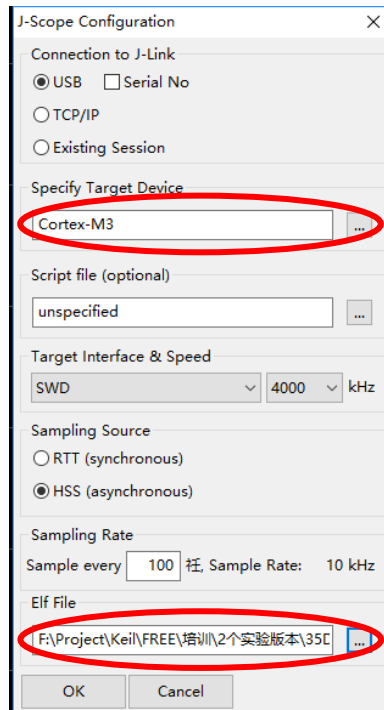 J-Scope Configuration
Connection to J-Link
USB Serial No
TCP/IP
Existing Session
Specify Target Device
Cortex-M3 ...
Script file (optional)
unspecified ...
Target Interface & Speed
SWD 4000 kHz
Sampling Source
RTT (synchronous)
HSS (asynchronous)
Sampling Rate
Sample every 100 祍, Sample Rate: 10 kHz
Elf File
F:\Project\Keil\FREE\培训\2个实验版本\35D ...
OK Cancel